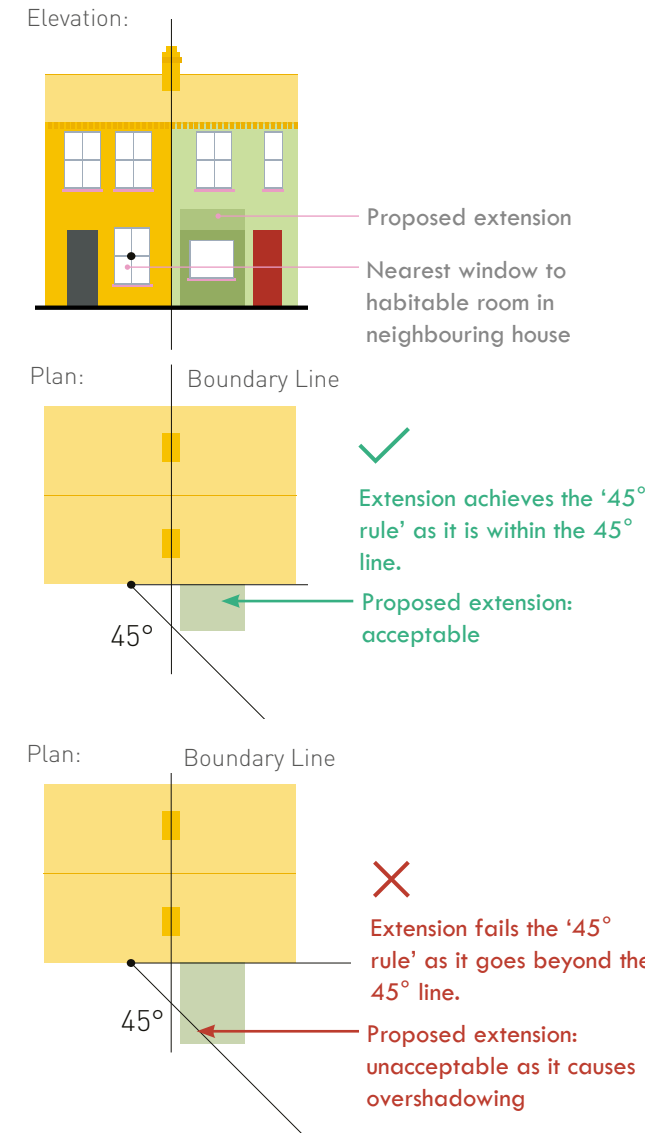 Elevation:
Proposed extension
Nearest window to
habitable room in
neighbouring house
Plan:
Boundary Line
Extension achieves the ‘45°
rule’ as it is within the 45°
line.
Proposed extension:
acceptable
45°
Plan:
Boundary Line
Extension fails the ‘45°
rule’ as it goes beyond the
45° line.
45°
Proposed extension:
unacceptable as it causes
overshadowing